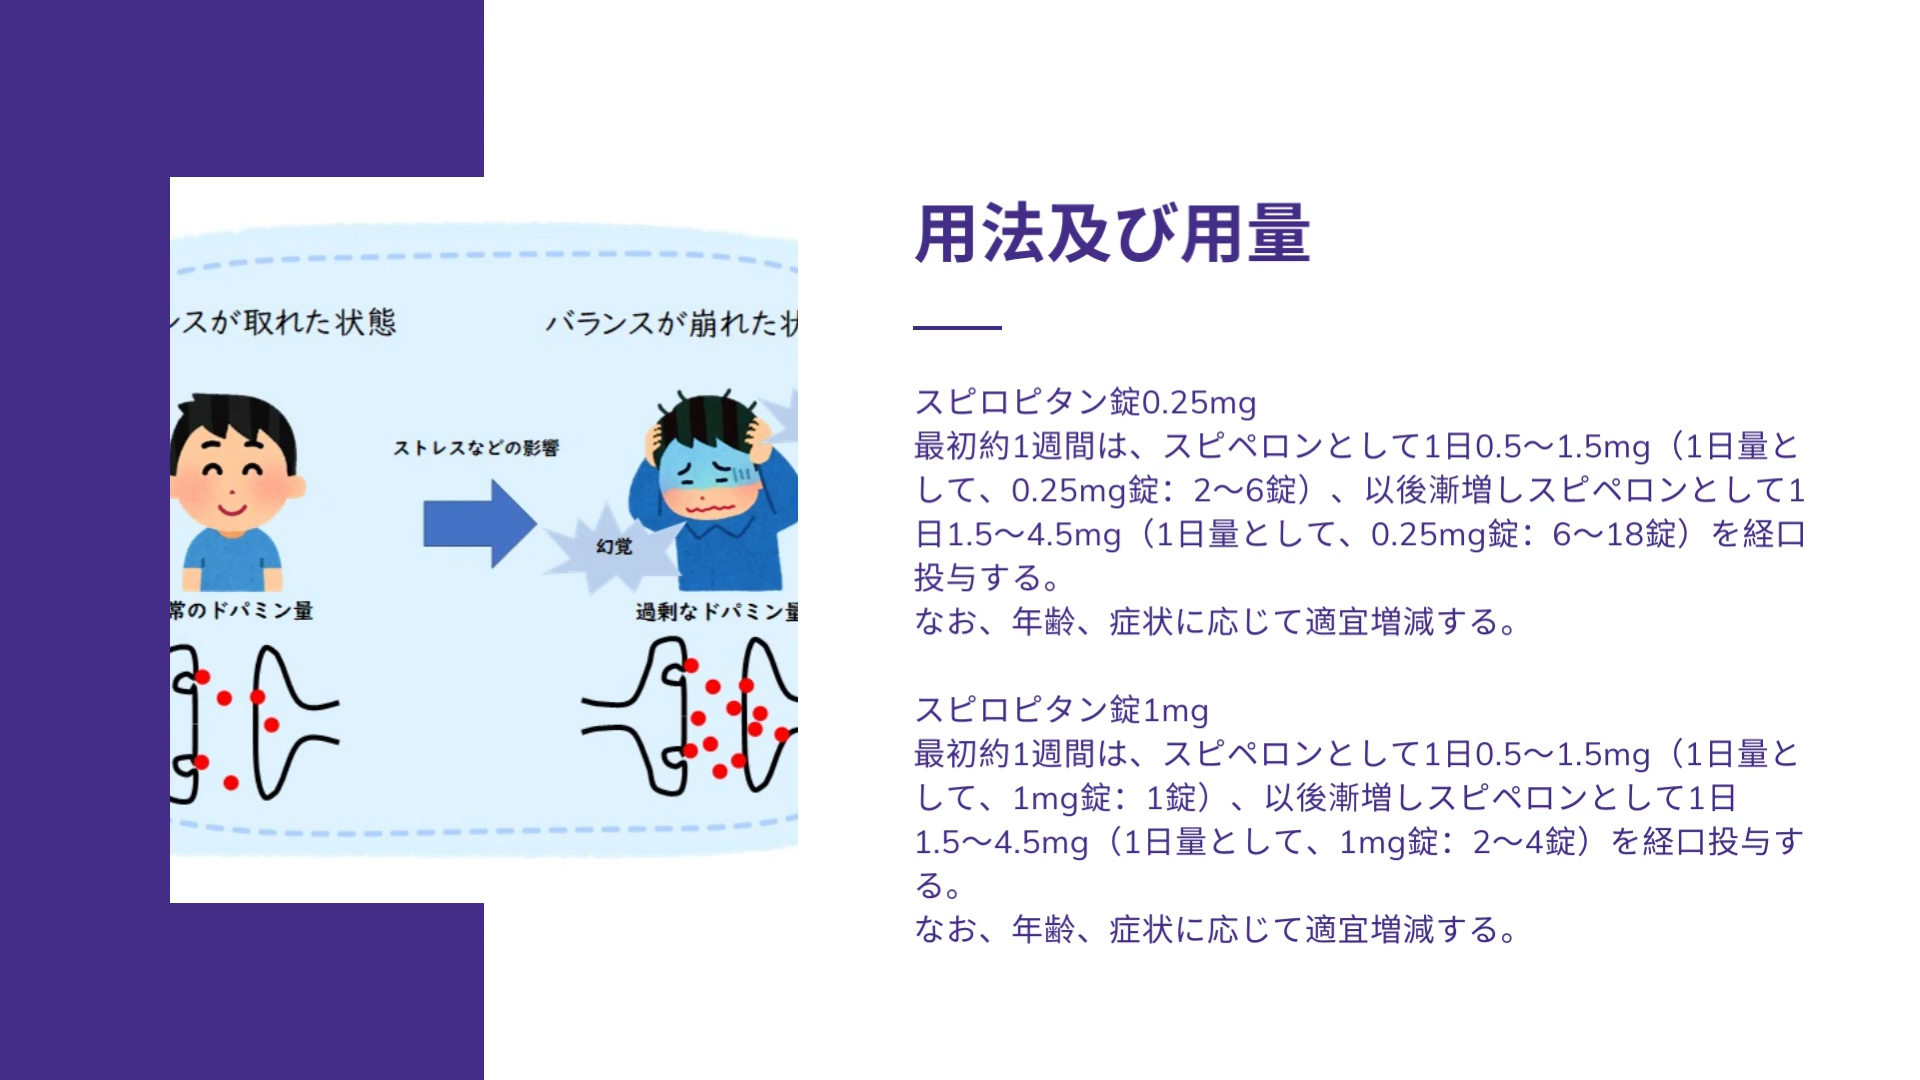 ンスが取れた状態
バランスが崩れた状
ストレスなどの影響
幻覚
常のドパミン量
過剰なドパミン量
用法及び用量
スピロピタン錠0.25mg
最初約1週間は、スピペロンとして1日0.5〜1.5mg（1日量と
して、0.25mg錠：2〜6錠）、以後漸増しスピペロンとして1
日1.5〜4.5mg（1日量として、0.25mg錠：6〜18錠）を経口
投与する。
なお、年齢、症状に応じて適宜増減する。
スピロピタン錠1mg
最初約1週間は、スピペロンとして1日0.5〜1.5mg（1日量と
して、1mg錠：1錠）、以後漸増しスピペロンとして1日
1.5〜4.5mg（1日量として、1mg錠：2〜4錠）を経口投与す
る。
なお、年齢、症状に応じて適宜増減する。